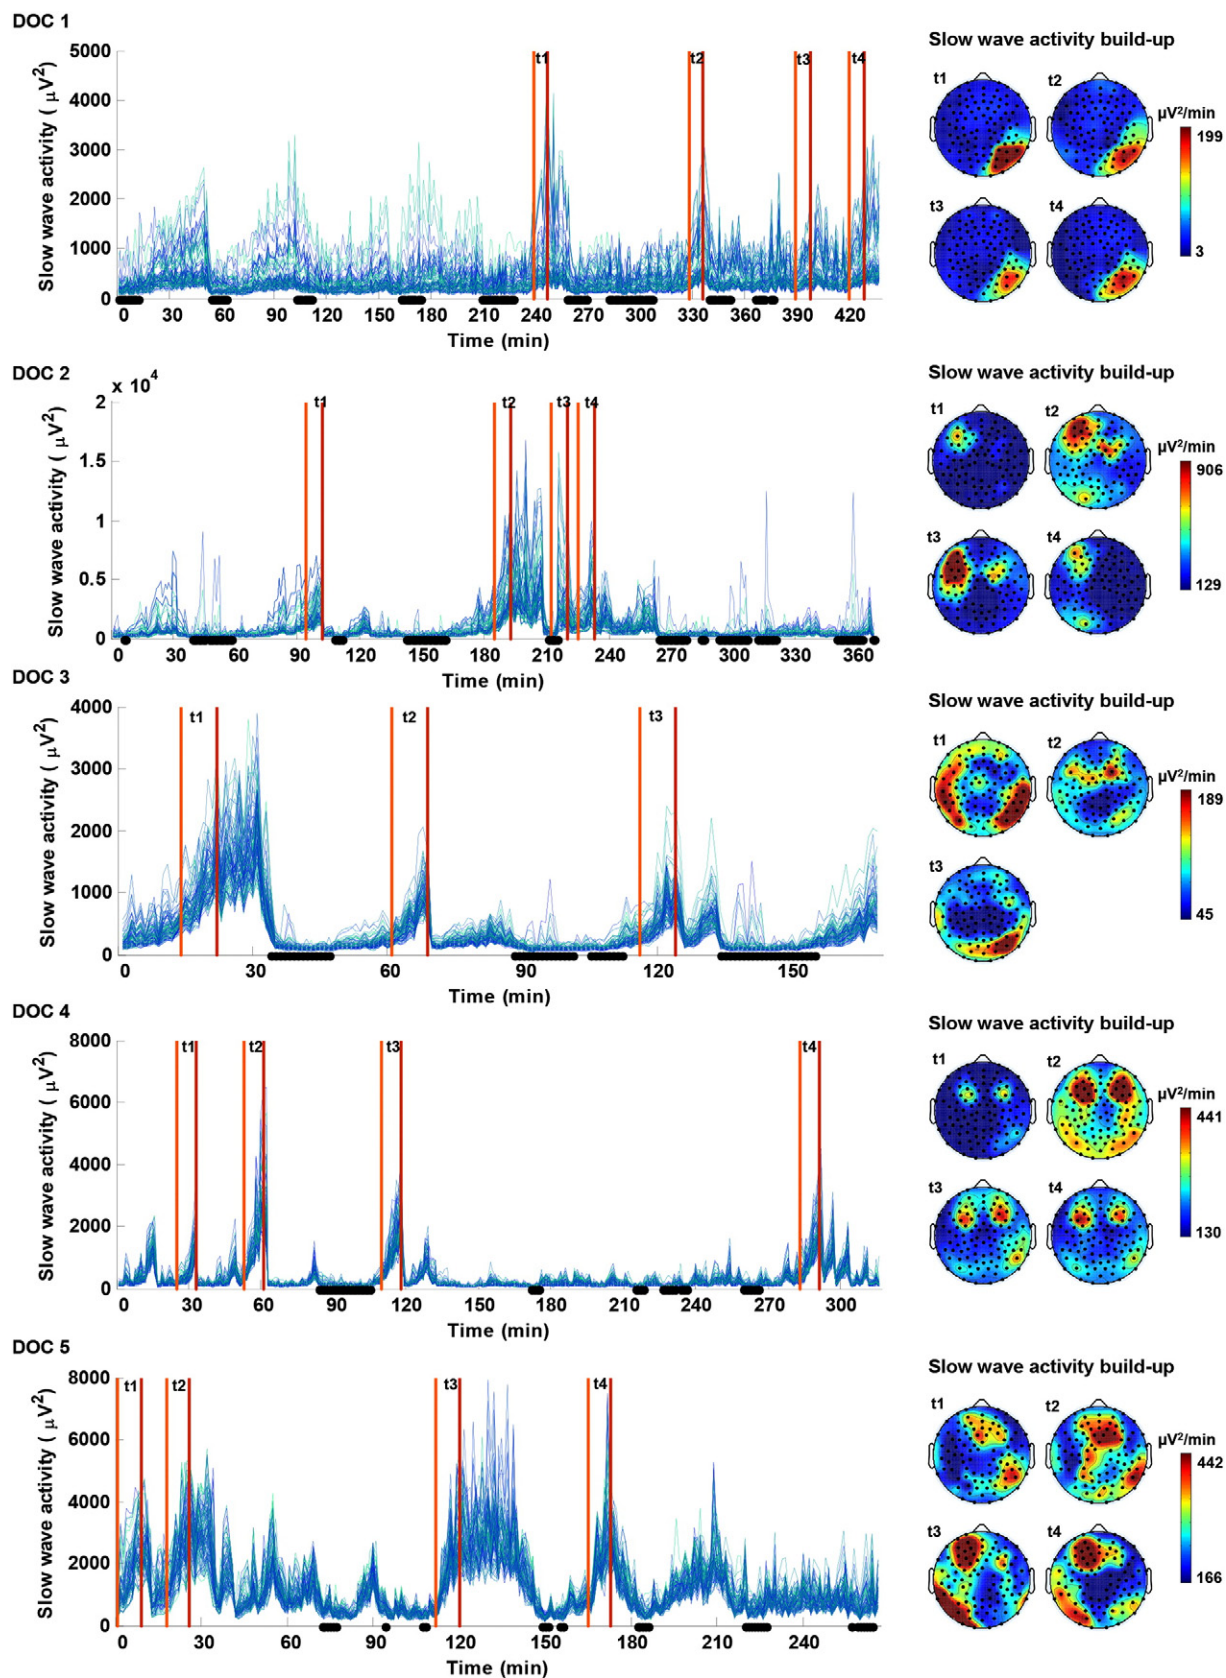 DOC 1
Slow wave activity ( µV²)
5000
4000
3000
2000
1000
0
t1 t2 t3 t4
0 30 60 90 120 150 180 210 240 270 300 330 360 390 420
Time (min)
Slow wave activity build-up
t1 t2
t3 t4
µV²/min
199
3
DOC 2
x 10⁴
Slow wave activity ( µV²)
2
1.5
1
0.5
0
t1 t2 t3 t4
0 30 60 90 120 150 180 210 240 270 300 330 360
Time (min)
Slow wave activity build-up
t1 t2
t3 t4
µV²/min
906
129
DOC 3
Slow wave activity ( µV²)
4000
3000
2000
1000
0
t1 t2 t3
0 30 60 90 120 150
Time (min)
Slow wave activity build-up
t1 t2
t3
µV²/min
189
45
DOC 4
Slow wave activity ( µV²)
8000
6000
4000
2000
0
t1 t2 t3 t4
0 30 60 90 120 150 180 210 240 270 300
Time (min)
Slow wave activity build-up
t1 t2
t3 t4
µV²/min
441
130
DOC 5
Slow wave activity ( µV²)
8000
6000
4000
2000
0
t1 t2 t3 t4
0 30 60 90 120 150 180 210 240
Time (min)
Slow wave activity build-up
t1 t2
t3 t4
µV²/min
442
166